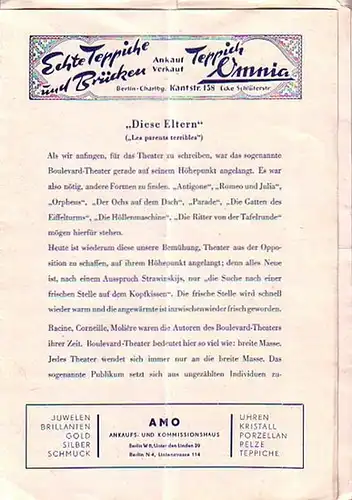 Echte Teppiche und Brücken
Ankauf Verkauf
Teppich Omnia
Berlin-Charlbg. Kantstr. 158 Ecke Schlüterstr.
„Diese Eltern“
(„Les parents terribles“)
Als wir anfingen, für das Theater zu schreiben, war das sogenannte
Boulevard-Theater gerade auf seinem Höhepunkt angelangt. Es war
also nötig, andere Formen zu finden. „Antigone“, „Romeo und Julia“,
„Orpheus“, „Der Ochs auf dem Dach“, „Parade“, „Die Gatten des
Eiffelturms“, „Die Höllenmaschine“, „Die Ritter von der Tafelrunde“
mögen hierfür stehen.
Heute ist wiederum diese unsere Bemühung, Theater aus der Oppo-
sition zu schaffen, auf ihrem Höhepunkt angelangt; denn alles Neue
ist, nach einem Ausspruch Strawinskijs, nur „die Suche nach einer
frischen Stelle auf dem Kopfkissen“. Die frische Stelle wird schnell
wieder warm und die angewärmte ist inzwischen wieder frisch geworden.
Racine, Corneille, Molière waren die Autoren des Boulevard-Theaters
ihrer Zeit. Boulevard-Theater bedeutet hier so viel wie: breite Masse.
Jedes Theater wendet sich immer nur an die breite Masse. Das
sogenannte Publikum setzt sich aus ungezählten Individuen zu-
JUWELEN
BRILLANTEN
GOLD
SILBER
SCHMUCK
AMO
ANKAUFS- UND KOMMISSIONSHAUS
Berlin W 8, Unter den Linden 20
Berlin N 4, Linienstrasse 114
UHREN
KRISTALL
PORZELLAN
PELZE
TEPPICHE